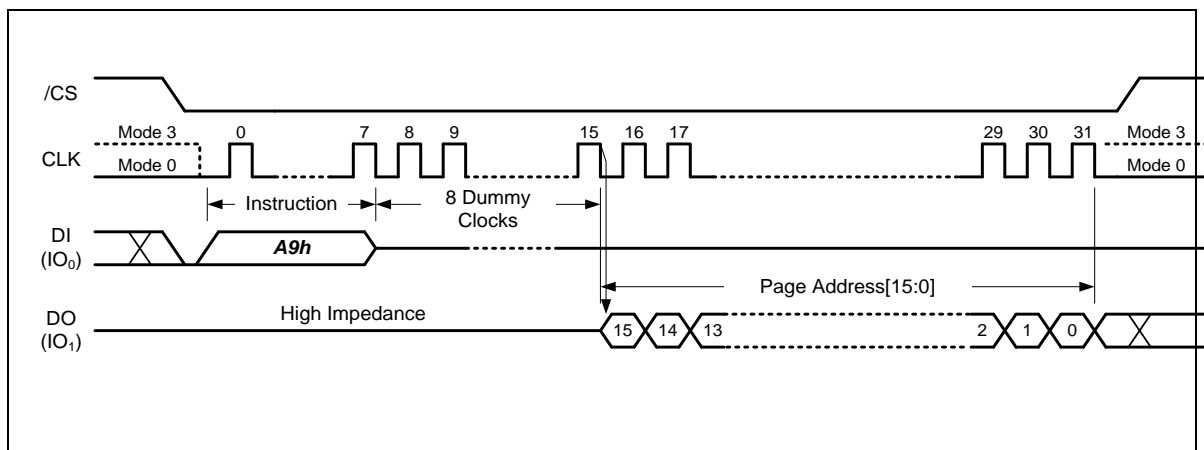 /CS
Mode 3 0 7 8 9 15 16 17 29 30 31 Mode 3
CLK
Mode 0 Mode 0
Instruction 8 Dummy
Clocks
DI
(IO0)
A9h
Page Address[15:0]
High Impedance
DO
(IO1)
15 14 13 2 1 0